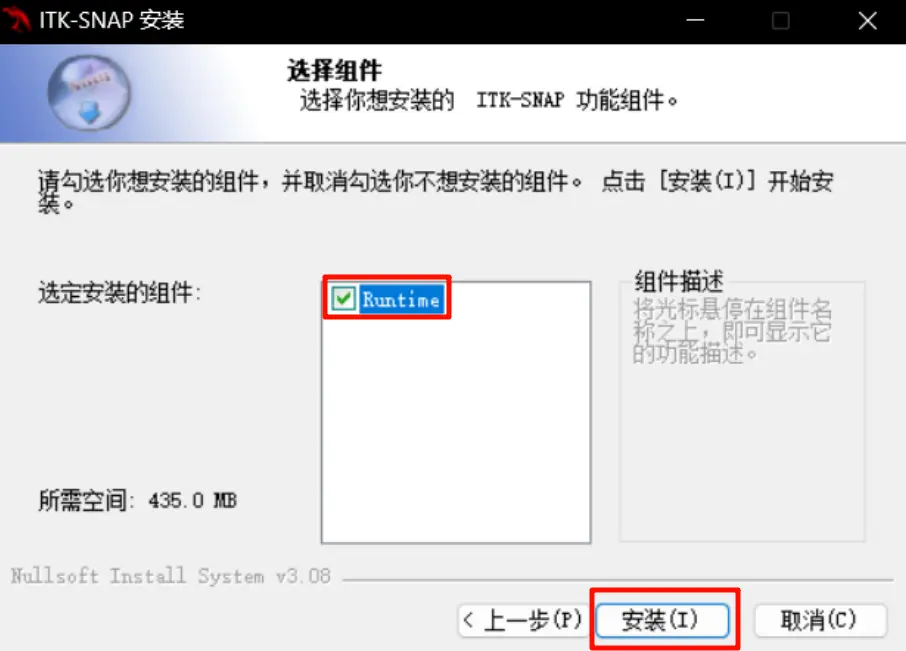 ITK-SNAP 安装
选择组件
选择你想安装的 ITK-SNAP 功能组件。
请勾选你想安装的组件，并取消勾选你不想安装的组件。 点击 [安装(I)] 开始安
装。
选定安装的组件:
Runtime
组件描述
将光标悬停在组件名
称之上，即可显示它
的功能描述。
所需空间: 435.0 MB
Nullsoft Install System v3.08
< 上一步(P)
安装(I)
取消(C)